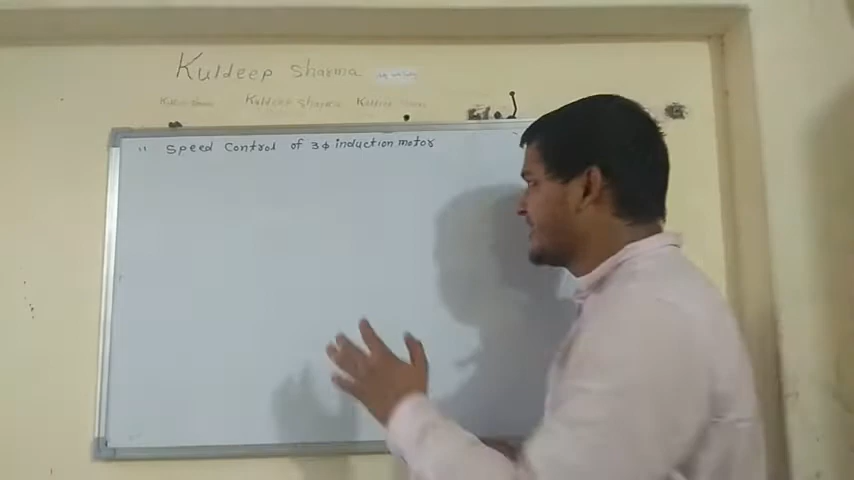 Kuldeep Sharma
Kuldeep Sharma
" Speed Control of 3ϕ induction motor